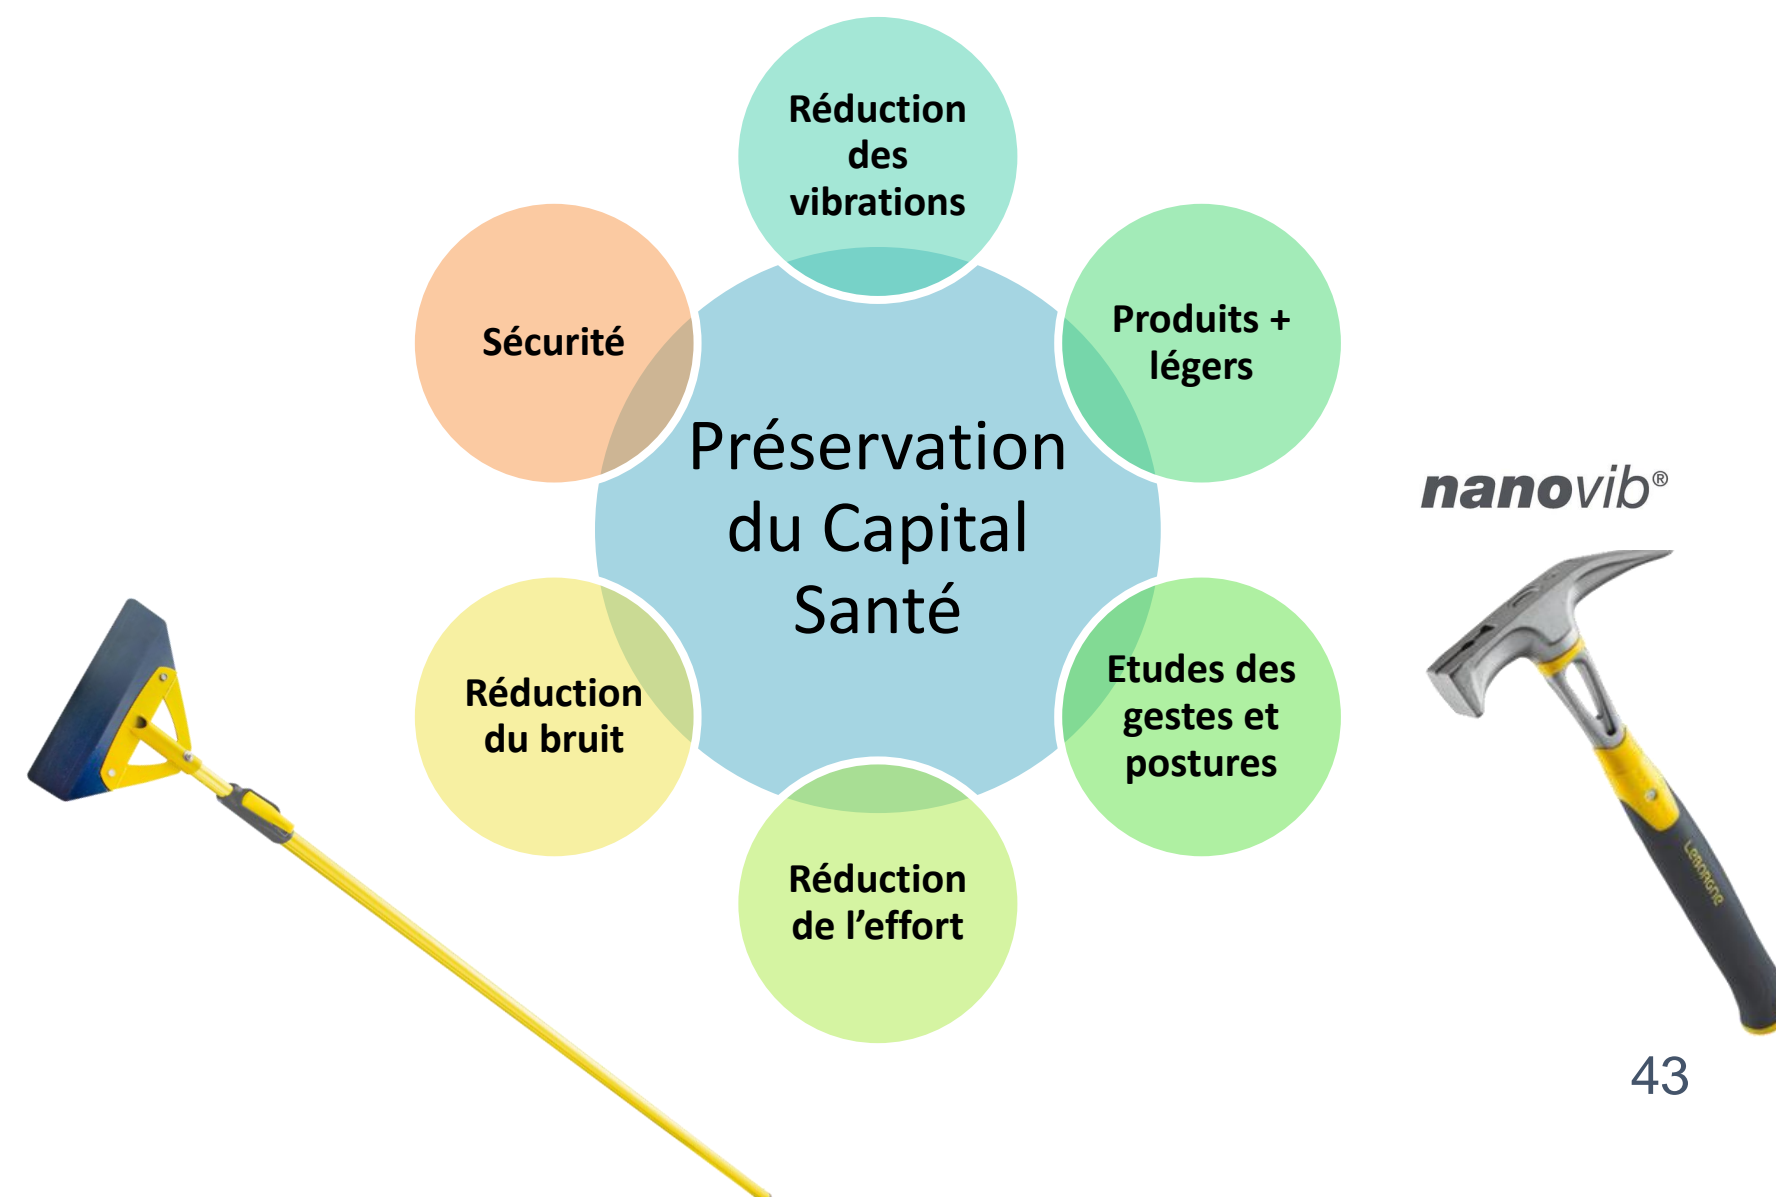 Réduction
des
vibrations
Sécurité
Produits +
légers
Préservation
du Capital
Santé
nanovib®
Réduction
du bruit
Etudes des
gestes et
postures
Réduction
de l’effort
LEBORGNE
43